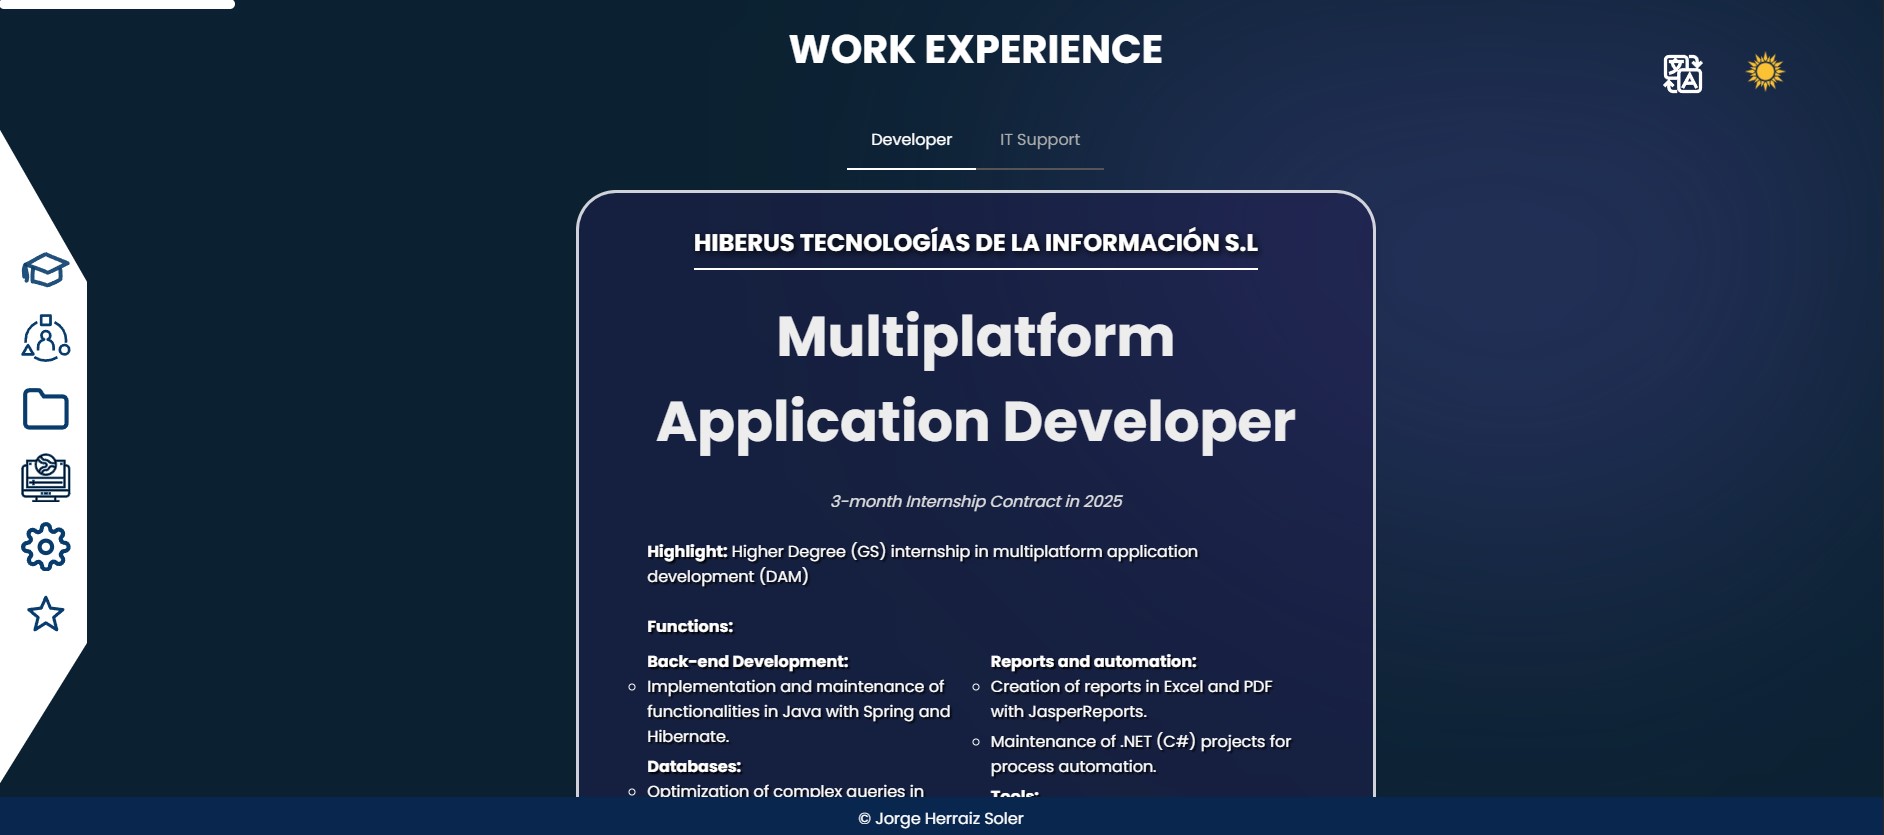 WORK EXPERIENCE
Developer
IT Support
HIBERUS TECNOLOGÍAS DE LA INFORMACIÓN S.L
Multiplatform
Application Developer
3-month Internship Contract in 2025
Highlight: Higher Degree (GS) internship in multiplatform application
development (DAM)
Functions:
Back-end Development:
Implementation and maintenance of
functionalities in Java with Spring and
Hibernate.
Databases:
Optimization of complex queries in
Reports and automation:
Creation of reports in Excel and PDF
with JasperReports.
Maintenance of .NET (C#) projects for
process automation.
Tools:
© Jorge Herraiz Soler